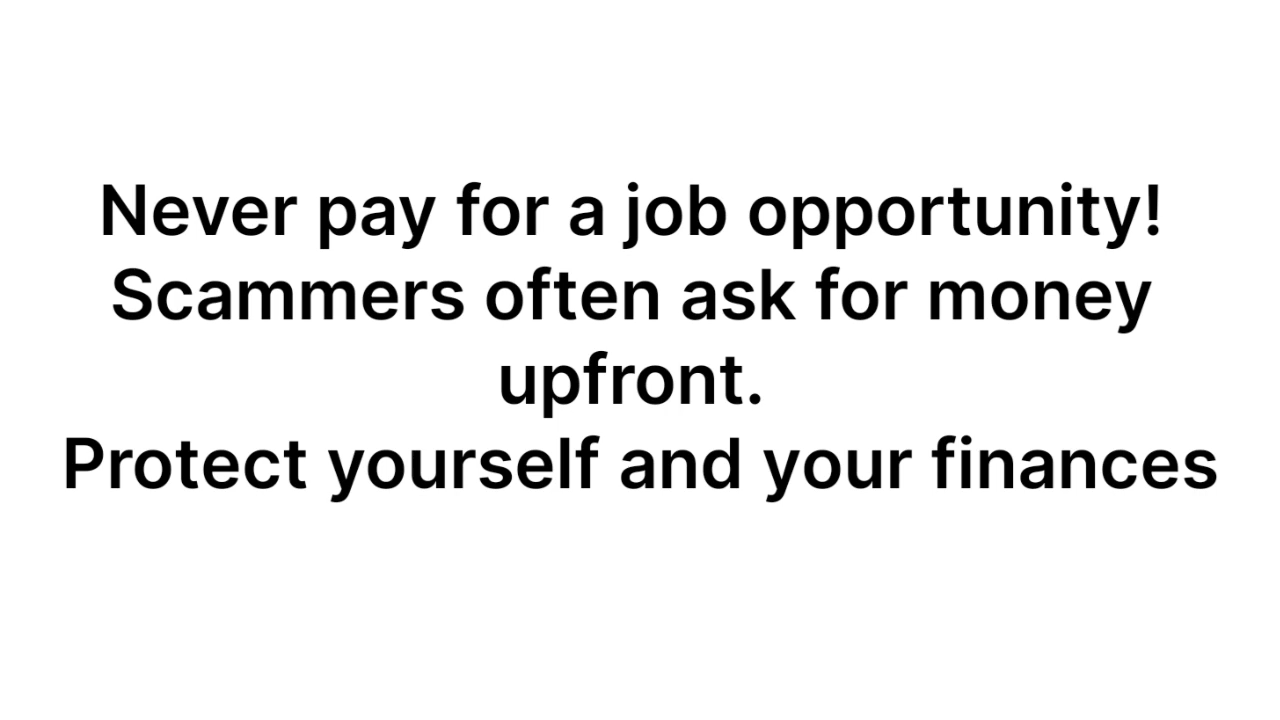 Never pay for a job opportunity!
Scammers often ask for money
upfront.
Protect yourself and your finances